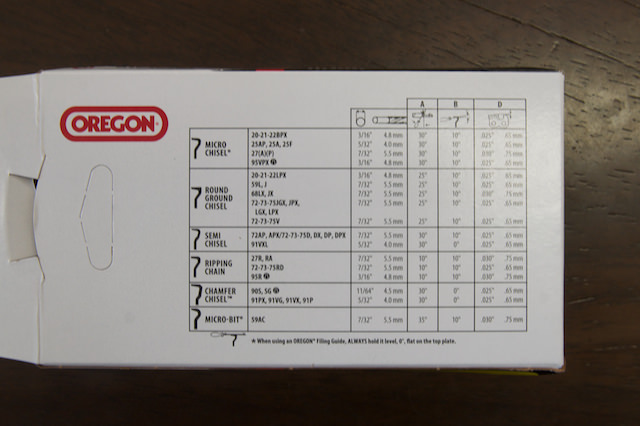 OREGON®
A B D
MICRO CHISEL®
20-21-22BPX 3/16" 4.8 mm 30° 10° .025" .65 mm
25AP, 25A, 25F 5/32" 4.0 mm 30° 10° .025" .65 mm
27(A)(P) 7/32" 5.5 mm 30° 10° .030" .75 mm
95VPX 3/16" 4.8 mm 30° 10° .025" .65 mm
ROUND GROUND CHISEL
20-21-22LPX 3/16" 4.8 mm 25° 10° .025" .65 mm
59L, J 7/32" 5.5 mm 25° 10° .025" .65 mm
68LX, JX 7/32" 5.5 mm 25° 10° .025" .65 mm
72-73-75JGX, JPX, 7/32" 5.5 mm 25° 10° .025" .65 mm
LGX, LPX
72-73-75V 7/32" 5.5 mm 25° 10° .025" .65 mm
SEMI CHISEL
72AP, APX/72-73-75D, DX, DP, DPX 7/32" 5.5 mm 30° 10° .025" .65 mm
91VXL 5/32" 4.0 mm 30° 0° .025" .65 mm
RIPPING CHAIN
27R, RA 7/32" 5.5 mm 10° 10° .030" .75 mm
72-73-75RD 7/32" 5.5 mm 10° 10° .025" .65 mm
95R 3/16" 4.8 mm 10° 10° .025" .65 mm
CHAMFER CHISEL™
90S, SG 11/64" 4.5 mm 30° 0° .025" .65 mm
91PX, 91VG, 91VX, 91P 5/32" 4.0 mm 30° 0° .025" .65 mm
MICRO-BIT®
59AC 7/32" 5.5 mm 35° 10° .030" .75 mm
★ When using an OREGON® Filing Guide, ALWAYS hold it level, 0°, flat on the top plate.